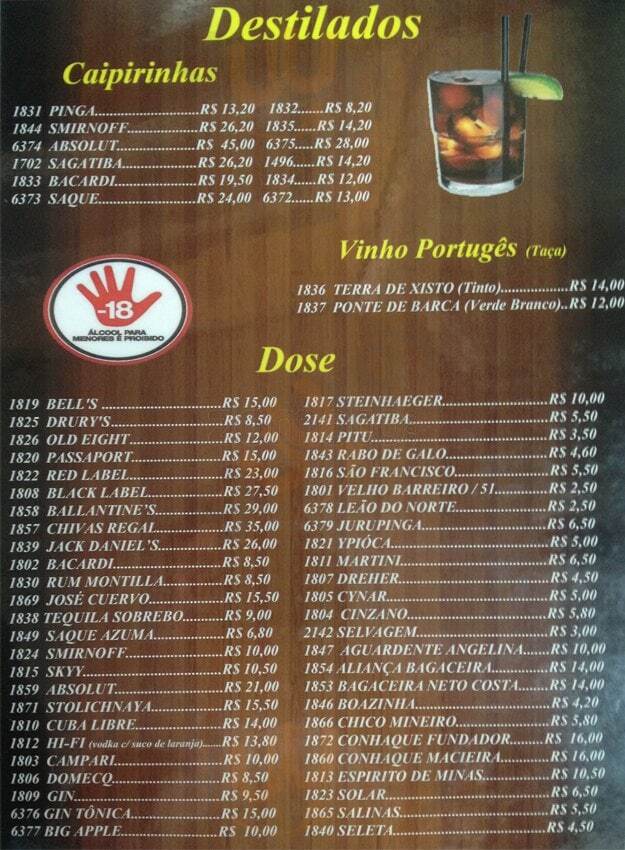 Destilados
Caipirinhas
1831 PINGA........................R$ 13,20 1832......R$ 8,20
1844 SMIRNOFF..................R$ 26,20 1835.....R$ 14,20
6374 ABSOLUT....................R$ 45,00 6375.....R$ 28,00
1702 SAGATIBA...................R$ 26,20 1496.....R$ 14,20
1833 BACARDI....................R$ 19,50 1834.....R$ 12,00
6373 SAQUE.......................R$ 24,00 6372.....R$ 13,00
Vinho Portugês (Taça)
1836 TERRA DE XISTO (Tinto)..................R$ 14,00
1837 PONTE DE BARCA (Verde Branco)..R$ 12,00
-18
ÁLCOOL PARA
MENORES É PROIBIDO
Dose
1819 BELL'S ..........................R$ 15,00
1825 DRURY'S........................R$ 8,50
1826 OLD EIGHT....................R$ 12,00
1820 PASSAPORT...................R$ 15,00
1822 RED LABEL...................R$ 23,00
1808 BLACK LABEL...............R$ 27,50
1858 BALLANTINE'S.............R$ 29,00
1857 CHIVAS REGAL.............R$ 35,00
1839 JACK DANIEL'S............R$ 26,00
1802 BACARDI.......................R$ 8,50
1830 RUM MONTILLA...........R$ 8,50
1869 JOSÉ CUERVO...............R$ 15,50
1838 TEQUILA SOBREBO......R$ 9,00
1849 SAQUE AZUMA..............R$ 6,80
1824 SMIRNOFF....................R$ 10,00
1815 SKYY.............................R$ 10,50
1859 ABSOLUT......................R$ 21,00
1871 STOLICHNAYA..............R$ 15,50
1810 CUBA LIBRE.................R$ 14,00
1812 HI-FI (vodka c/ suco de laranja)......R$ 13,80
1803 CAMPARI......................R$ 10,00
1806 DOMECQ......................R$ 8,50
1809 GIN...............................R$ 9,50
6376 GIN TÔNICA..................R$ 15,00
6377 BIG APPLE...................R$ 10,00
1817 STEINHAEGER....................R$ 10,00
2141 SAGATIBA..........................R$ 5,50
1814 PITU..................................R$ 3,50
1843 RABO DE GALO...................R$ 4,60
1816 SÃO FRANCISCO.................R$ 5,50
1801 VELHO BARREIRO / 51..........R$ 2,50
6378 LEÃO DO NORTE.................R$ 2,50
6379 JURUPINGA........................R$ 6,50
1821 YPIÓCA..............................R$ 5,00
1811 MARTINI............................R$ 6,50
1807 DREHER............................R$ 4,50
1805 CYNAR..............................R$ 5,00
1804 CINZANO..........................R$ 5,80
2142 SELVAGEM........................R$ 3,00
1847 AGUARDENTE ANGELINA......R$ 10,00
1854 ALIANÇA BAGACEIRA...........R$ 14,00
1853 BAGACEIRA NETO COSTA......R$ 14,00
1846 BOAZINHA.........................R$ 4,20
1866 CHICO MINEIRO.................R$ 5,80
1872 CONHAQUE FUNDADOR........R$ 16,00
1860 CONHAQUE MACIEIRA..........R$ 16,00
1813 ESPIRITO DE MINAS............R$ 10,50
1823 SOLAR...............................R$ 6,50
1865 SALINAS............................R$ 5,50
1840 SELETA.............................R$ 4,50